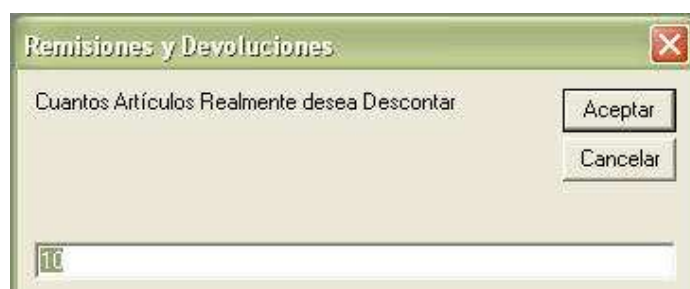 Remisiones y Devoluciones
Cuantos Artículos Realmente desea Descontar
Aceptar
Cancelar
10